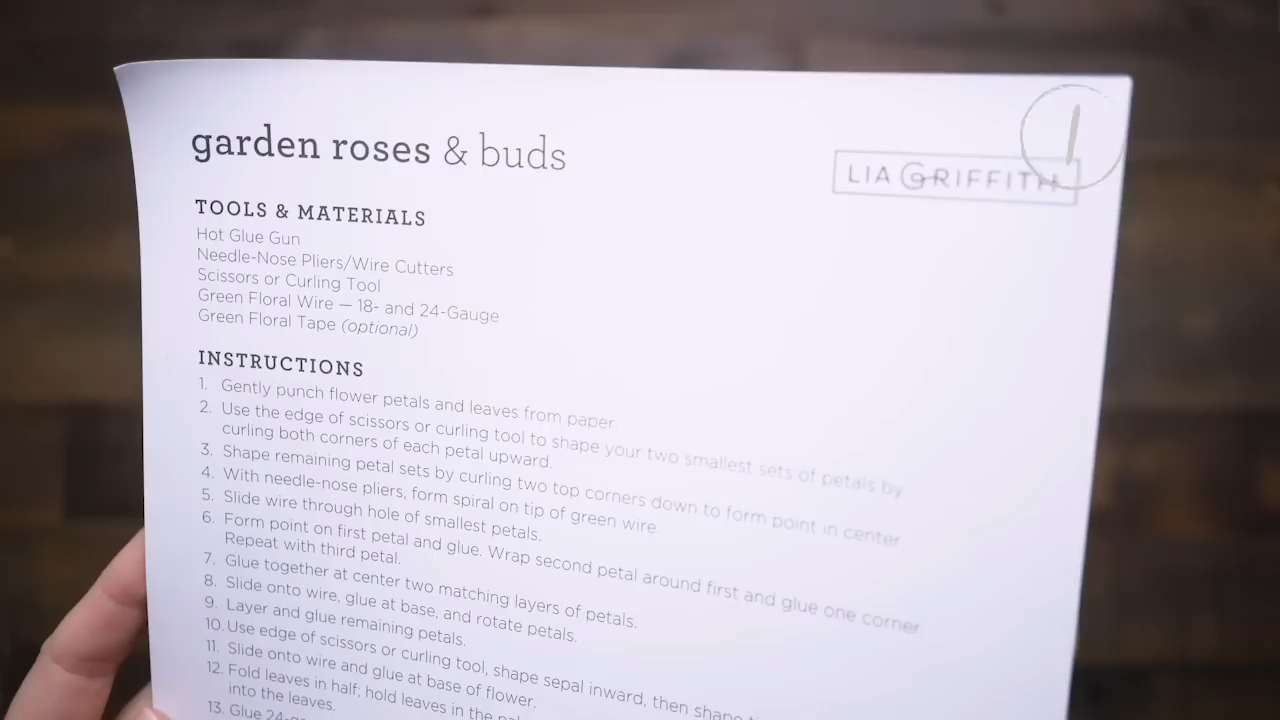 garden roses & buds
1
LIA GRIFFITH
TOOLS & MATERIALS
Hot Glue Gun
Needle-Nose Pliers/Wire Cutters
Scissors or Curling Tool
Green Floral Wire — 18- and 24-Gauge
Green Floral Tape (optional)
INSTRUCTIONS
1. Gently punch flower petals and leaves from paper.
2. Use the edge of scissors or curling tool to shape your two smallest sets of petals by
curling both corners of each petal upward.
3. Shape remaining petal sets by curling two top corners down to form point in center
4. With needle-nose pliers, form spiral on tip of green wire.
5. Slide wire through hole of smallest petals.
6. Form point on first petal and glue. Wrap second petal around first and glue one corner
Repeat with third petal.
7. Glue together at center two matching layers of petals.
8. Slide onto wire, glue at base, and rotate petals.
9. Layer and glue remaining petals.
10. Use edge of scissors or curling tool, shape sepal inward, then shape
11. Slide onto wire and glue at base of flower.
12. Fold leaves in half; hold leaves in the
into the leaves.
13. Glue